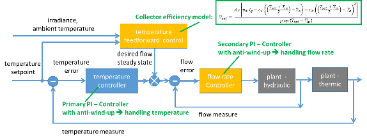 Collector efficiency model:
irradiance,
ambient temperature
temperature
feedforward control
desired flow
steady state
Secondary PI – Controller
with anti-wind-up → handling flow rate
temperature
setpoint
temperature
error
flow
error
temperature
controller
flow rate
Controller
plant -
hydraulic
plant -
thermic
Primary PI – Controller
with anti-wind-up → handling temperature
flow measure
temperature measure